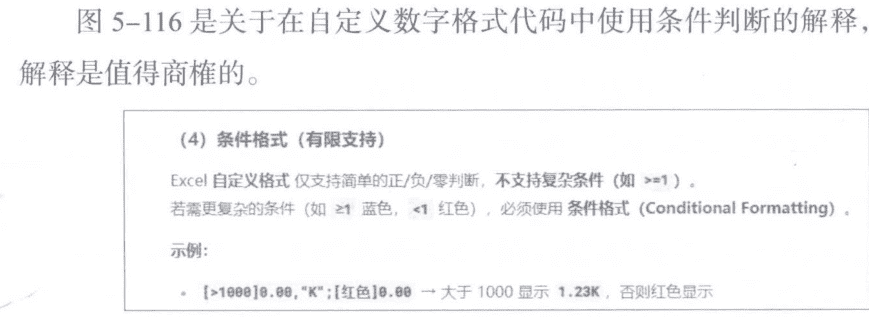 图 5-116 是关于在自定义数字格式代码中使用条件判断的解释，
解释是值得商榷的。
（4）条件格式（有限支持）
Excel 自定义格式 仅支持简单的正/负/零判断，不支持复杂条件（如 >=1 ）。
若需更复杂的条件（如 ≥1 蓝色， <1 红色），必须使用 条件格式（Conditional Formatting）。
示例：
• [>1000]0.00,"K";[红色]0.00 → 大于 1000 显示 1.23K ，否则红色显示